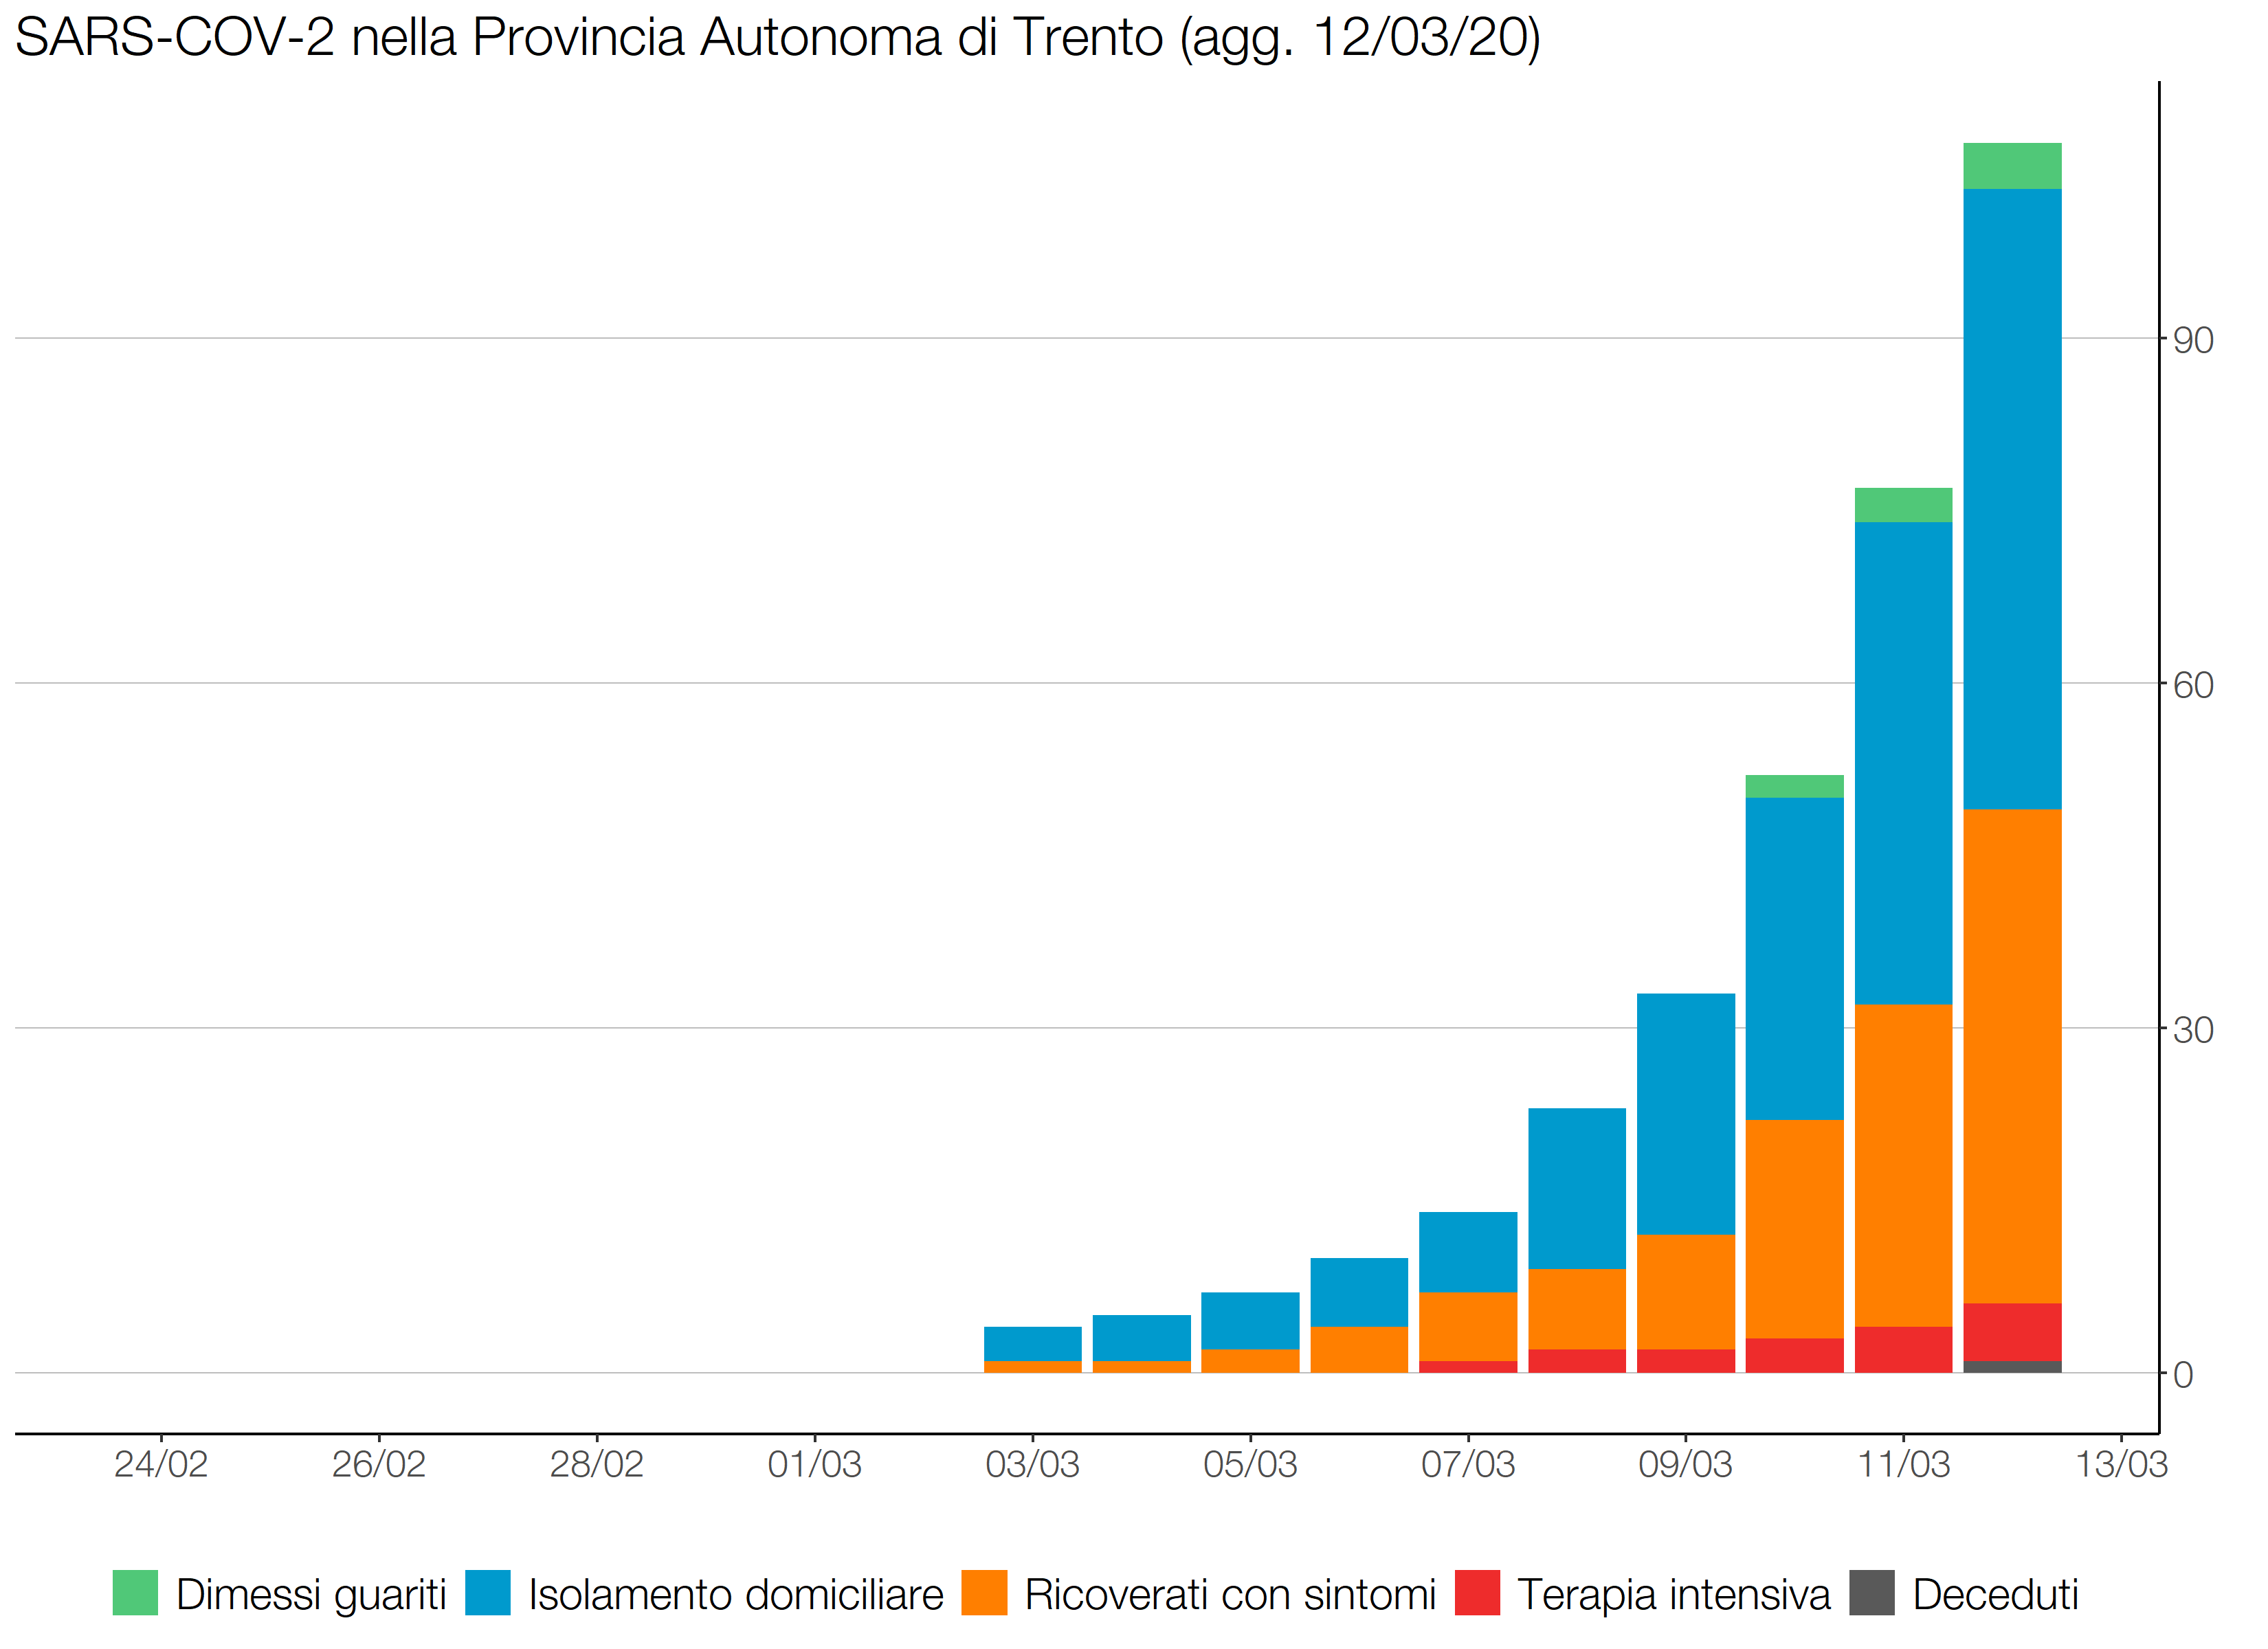 SARS-COV-2 nella Provincia Autonoma di Trento (agg. 12/03/20)
90
60
30
0
24/02 26/02 28/02 01/03 03/03 05/03 07/03 09/03 11/03 13/03
Dimessi guariti Isolamento domiciliare Ricoverati con sintomi Terapia intensiva Deceduti